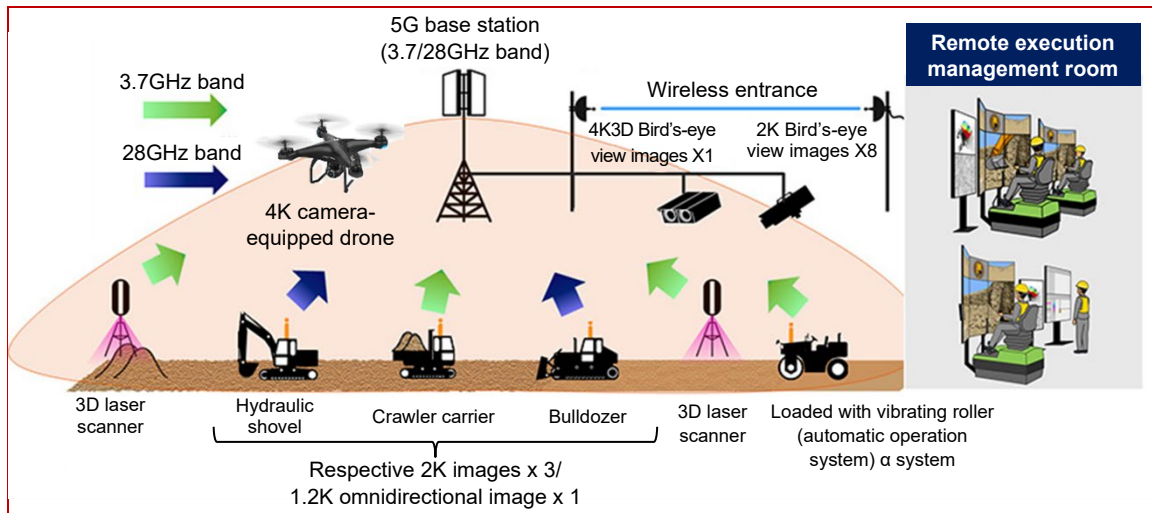 5G base station
(3.7/28GHz band)
Remote execution
management room
3.7GHz band
28GHz band
Wireless entrance
4K3D Bird's-eye
view images X1
2K Bird's-eye
view images X8
4K camera-
equipped drone
3D laser
scanner
Hydraulic
shovel
Crawler carrier
Bulldozer
3D laser
scanner
Loaded with vibrating roller
(automatic operation
system) α system
Respective 2K images x 3/
1.2K omnidirectional image x 1